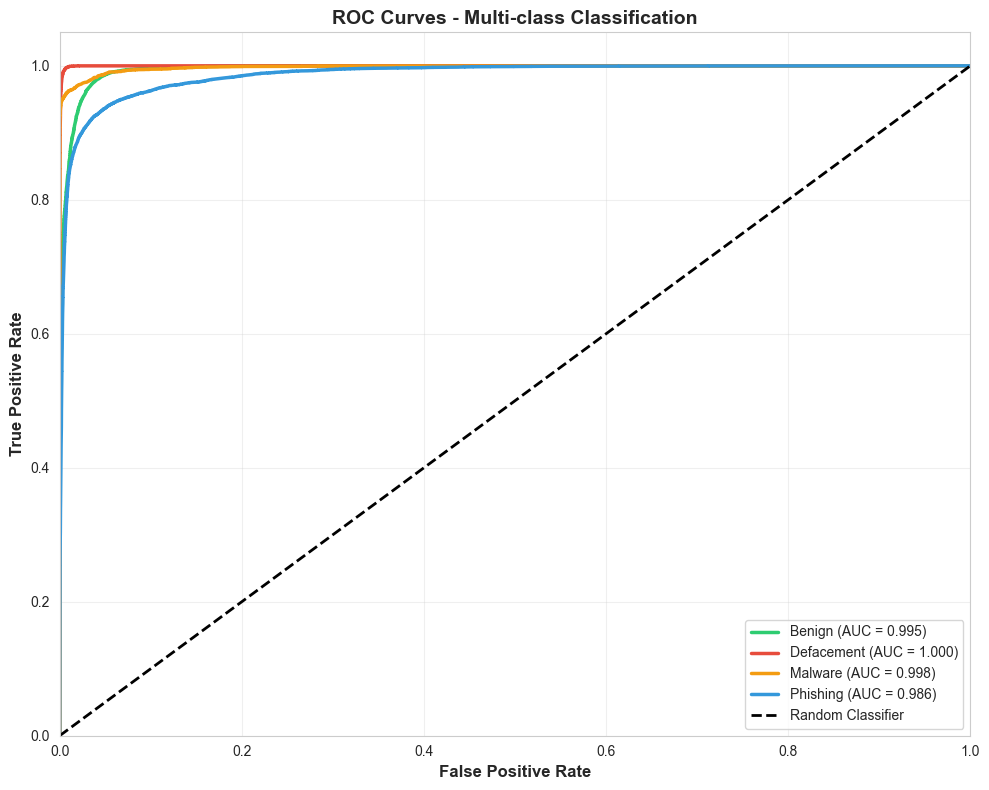 ROC Curves - Multi-class Classification
True Positive Rate
1.0
0.8
0.6
0.4
0.2
0.0
0.0 0.2 0.4 0.6 0.8 1.0
False Positive Rate
Benign (AUC = 0.995)
Defacement (AUC = 1.000)
Malware (AUC = 0.998)
Phishing (AUC = 0.986)
Random Classifier